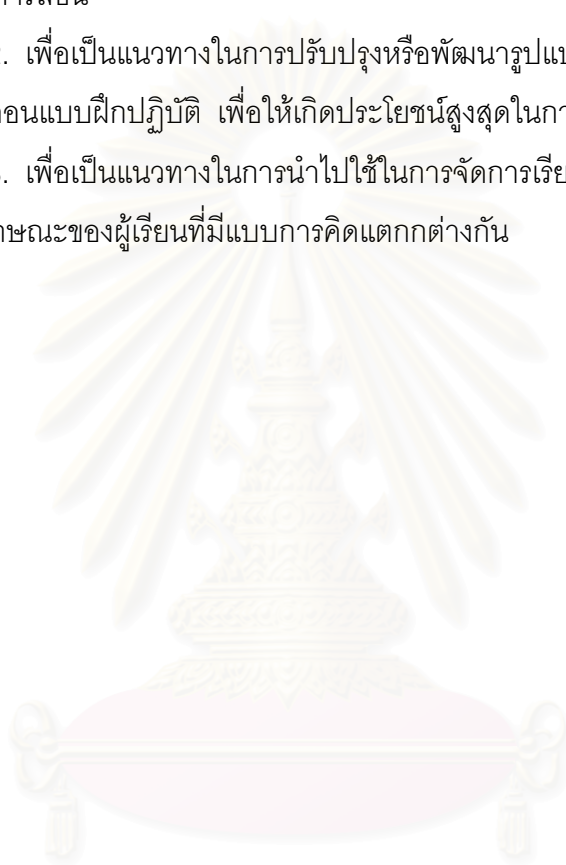 . เพื่อเป็นแนวทางในการปรับปรุงหรือพัฒนารูปแบ
อนแบบฝึกปฏิบัติ เพื่อให้เกิดประโยชน์สูงสุดในกา
. เพื่อเป็นแนวทางในการนำไปใช้ในการจัดการเรีย
ษณะของผู้เรียนที่มีแบบการคิดแตกกต่างกัน